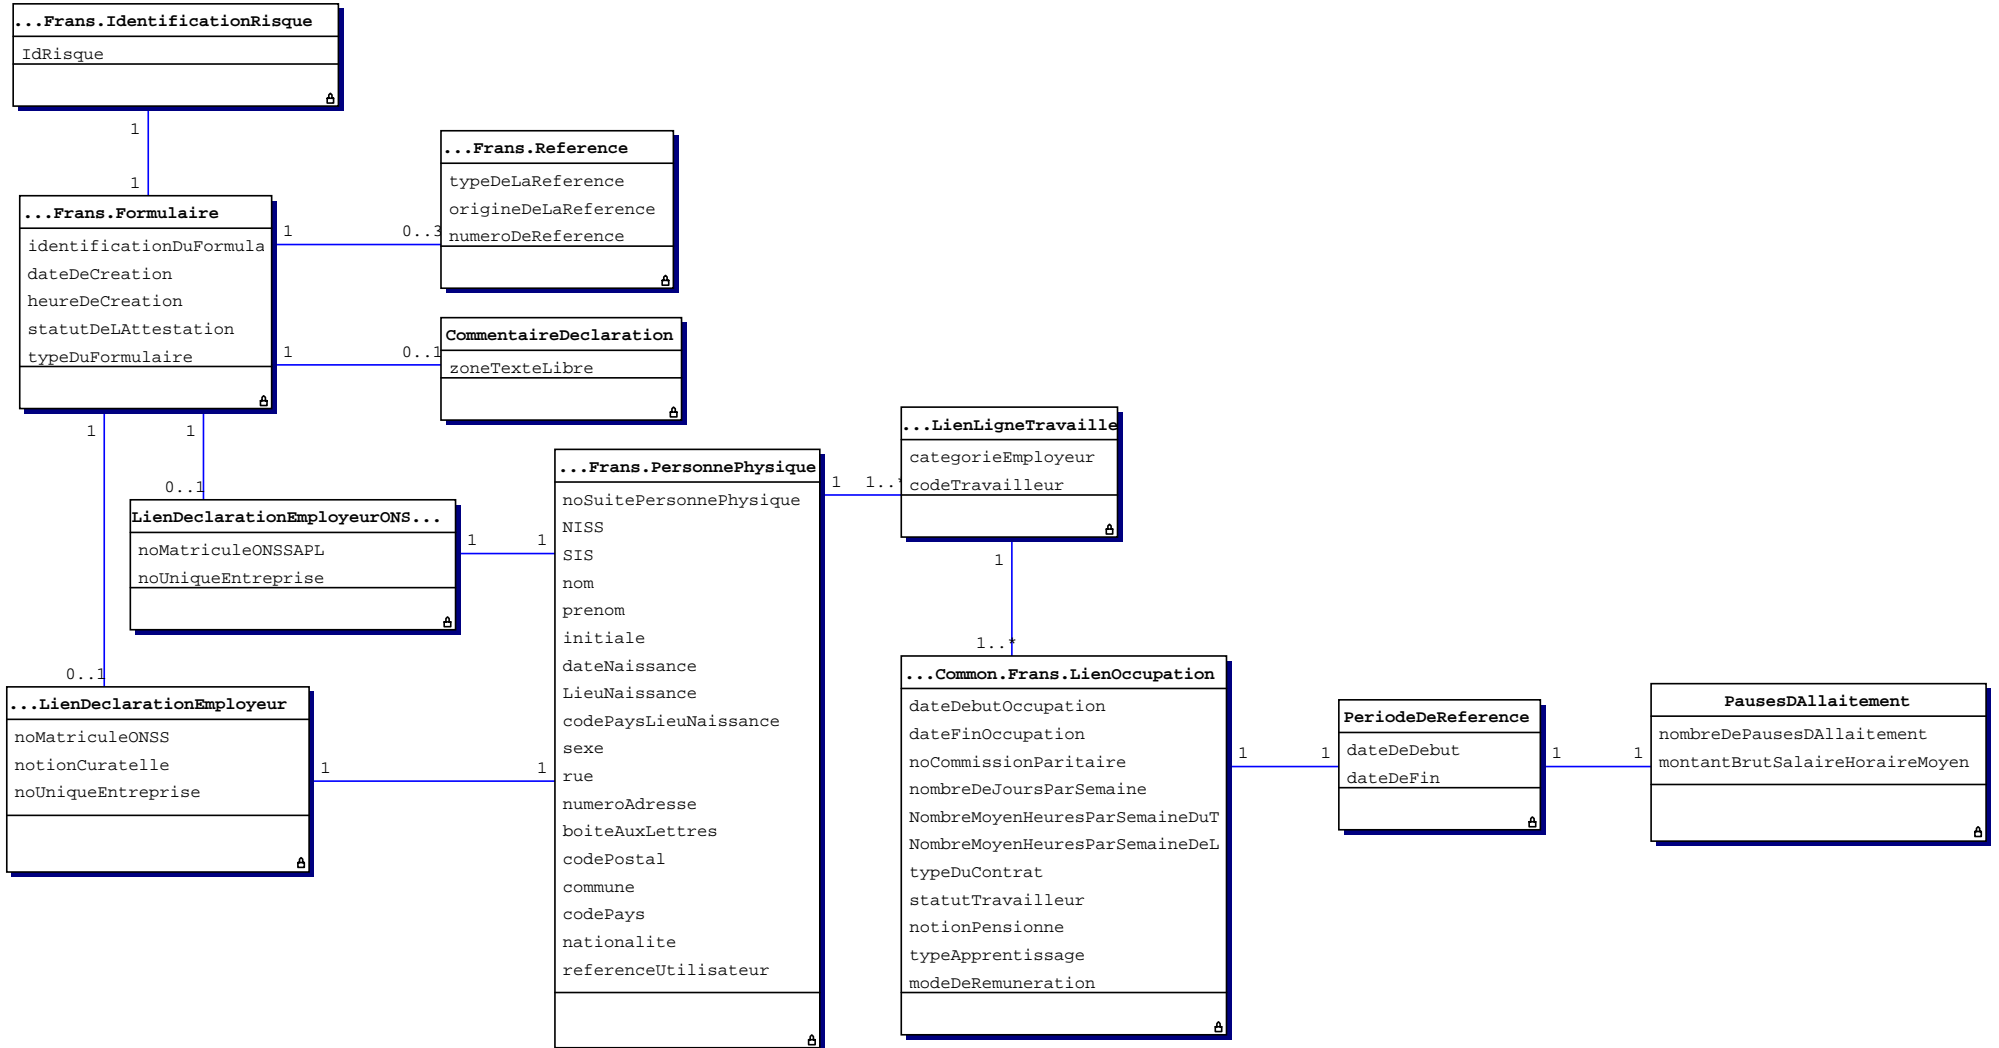 ...Frans.IdentificationRisque
IdRisque
1
1
...Frans.Formulaire
identificationDuFormula
dateDeCreation
heureDeCreation
statutDeLAttestation
typeDuFormulaire
1
0..3
...Frans.Reference
typeDeLaReference
origineDeLaReference
numeroDeReference
1
0..1
CommentaireDeclaration
zoneTexteLibre
1
0..1
LienDeclarationEmployeurONS...
noMatriculeONSSAPL
noUniqueEntreprise
1
1
1
0..1
...LienDeclarationEmployeur
noMatriculeONSS
notionCuratelle
noUniqueEntreprise
1
1
...Frans.PersonnePhysique
noSuitePersonnePhysique
NISS
SIS
nom
prenom
initiale
dateNaissance
LieuNaissance
codePaysLieuNaissance
sexe
rue
numeroAdresse
boiteAuxLettres
codePostal
commune
codePays
nationalite
referenceUtilisateur
1
1..*
...LienLigneTravaille
categorieEmployeur
codeTravailleur
1
1..*
...Common.Frans.LienOccupation
dateDebutOccupation
dateFinOccupation
noCommissionParitaire
nombreDeJoursParSemaine
NombreMoyenHeuresParSemaineDuT
NombreMoyenHeuresParSemaineDeL
typeDuContrat
statutTravailleur
notionPensionne
typeApprentissage
modeDeRemuneration
1
1
PeriodeDeReference
dateDeDebut
dateDeFin
1
1
PausesDAllaitement
nombreDePausesDAllaitement
montantBrutSalaireHoraireMoyen